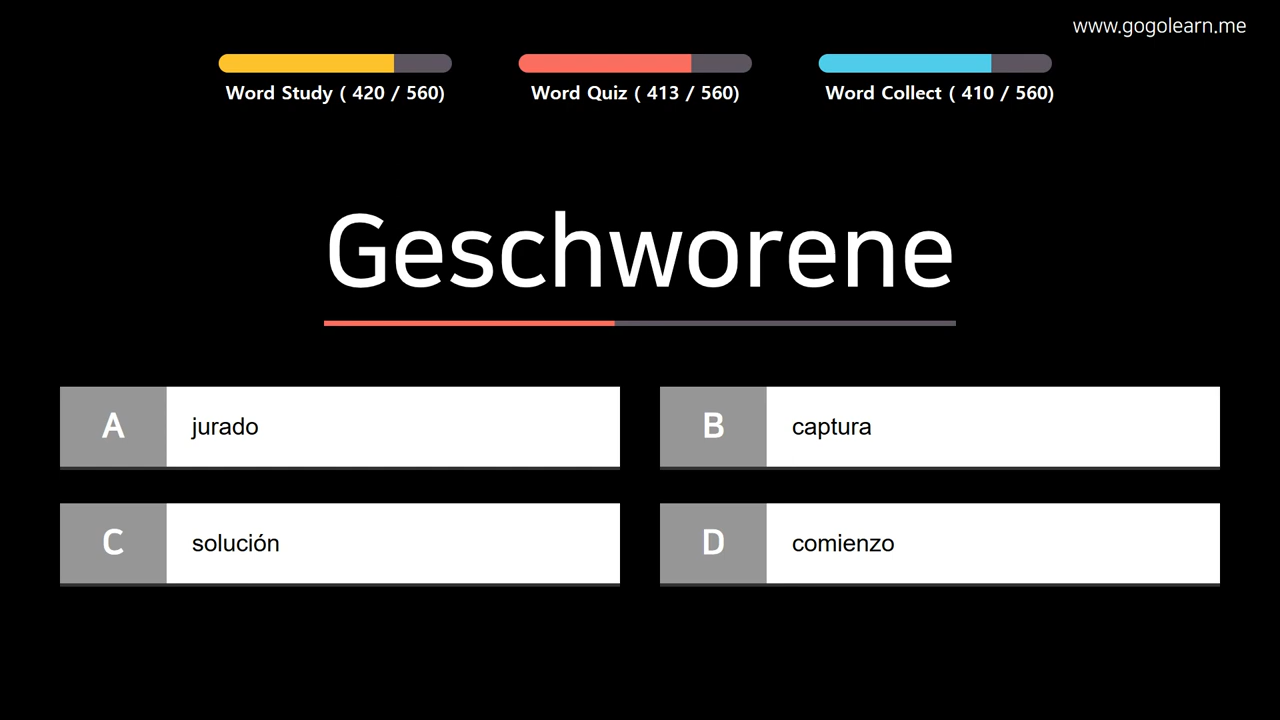 www.gogolearn.me
Word Study ( 420 / 560)
Word Quiz ( 413 / 560)
Word Collect ( 410 / 560)
Geschworene
A jurado
B captura
C solución
D comienzo